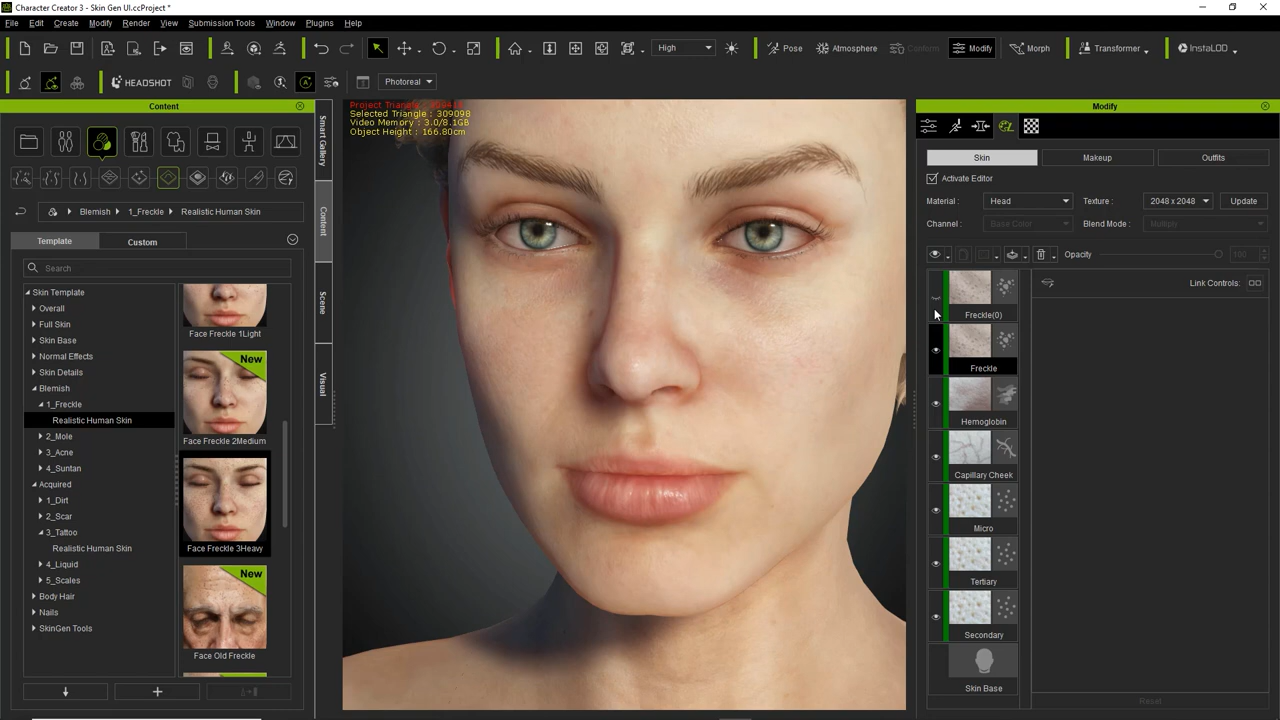 Character Creator 3 - Skin Gen UI.ccProject *
File Edit Create Modify Render View Submission Tools Window Plugins Help
High Pose Atmosphere Conform Modify Morph Transformer InstaLOD
HEADSHOT Photoreal
Content
Blemish 1_Freckle Realistic Human Skin
Template Custom
Search
Skin Template
Overall
Full Skin
Skin Base
Normal Effects
Skin Details
Blemish
1_Freckle
Realistic Human Skin
2_Mole
3_Acne
4_Suntan
Acquired
1_Dirt
2_Scar
3_Tattoo
Realistic Human Skin
4_Liquid
5_Scales
Body Hair
Nails
SkinGen Tools
Face Freckle 1Light
New
Face Freckle 2Medium
Face Freckle 3Heavy
New
Face Old Freckle
Smart Gallery
Content
Scene
Visual
Selected Triangle : 309098
Video Memory : 3.0/8.1GB
Object Height : 166.80cm
Modify
Skin Makeup Outfits
Activate Editor
Material : Head Texture : 2048 x 2048 Update
Channel : Base Color Blend Mode : Multiply
Opacity 100
Link Controls:
Freckle(0)
Freckle
Hemoglobin
Capillary Cheek
Micro
Tertiary
Secondary
Skin Base
Reset